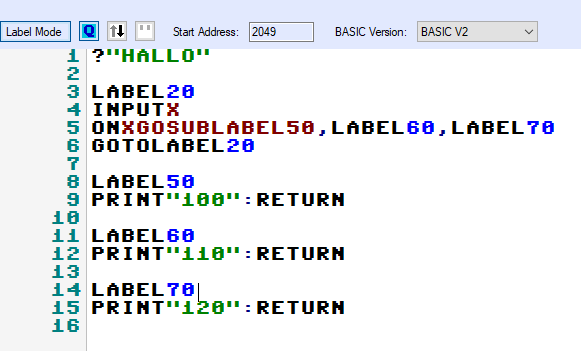 Label Mode Q Start Address: 2049 BASIC Version: BASIC V2
1 ?"HALLO"
2
3 LABEL20
4 INPUTX
5 ONXGOSUBLABEL50,LABEL60,LABEL70
6 GOTOLABEL20
7
8 LABEL50
9 PRINT"100":RETURN
10
11 LABEL60
12 PRINT"110":RETURN
13
14 LABEL70
15 PRINT"120":RETURN
16